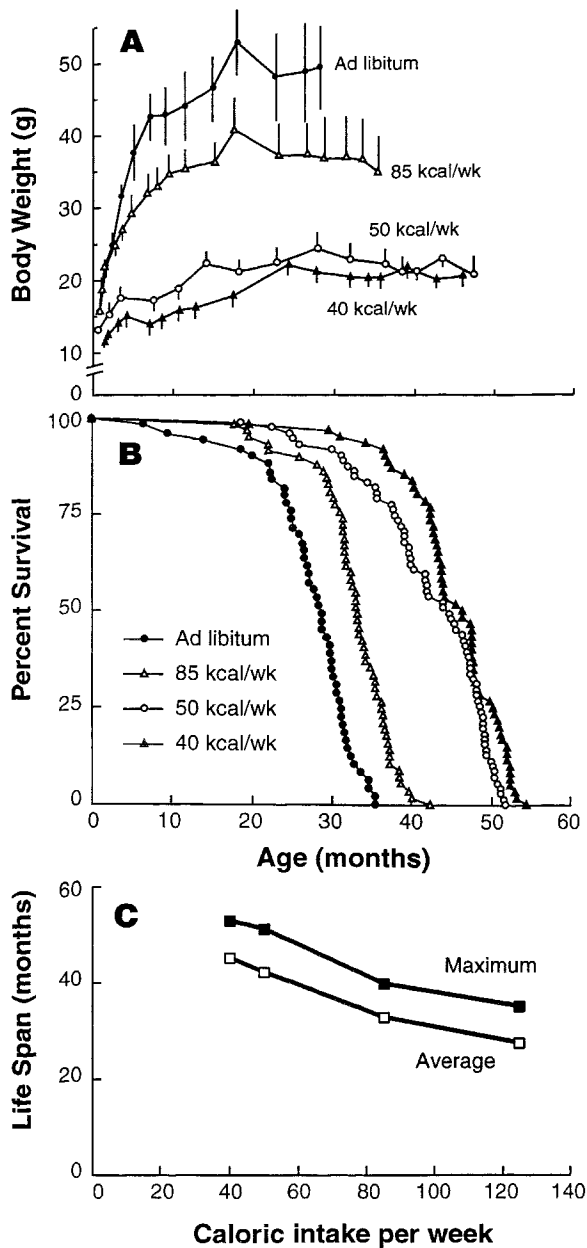 A
Body Weight (g)
50
40
30
20
10
0
Ad libitum
85 kcal/wk
50 kcal/wk
40 kcal/wk
B
Percent Survival
100
75
50
25
0
Ad libitum
85 kcal/wk
50 kcal/wk
40 kcal/wk
0 10 20 30 40 50 60
Age (months)
C
Life Span (months)
60
40
20
0
Maximum
Average
0 20 40 60 80 100 120 140
Caloric intake per week